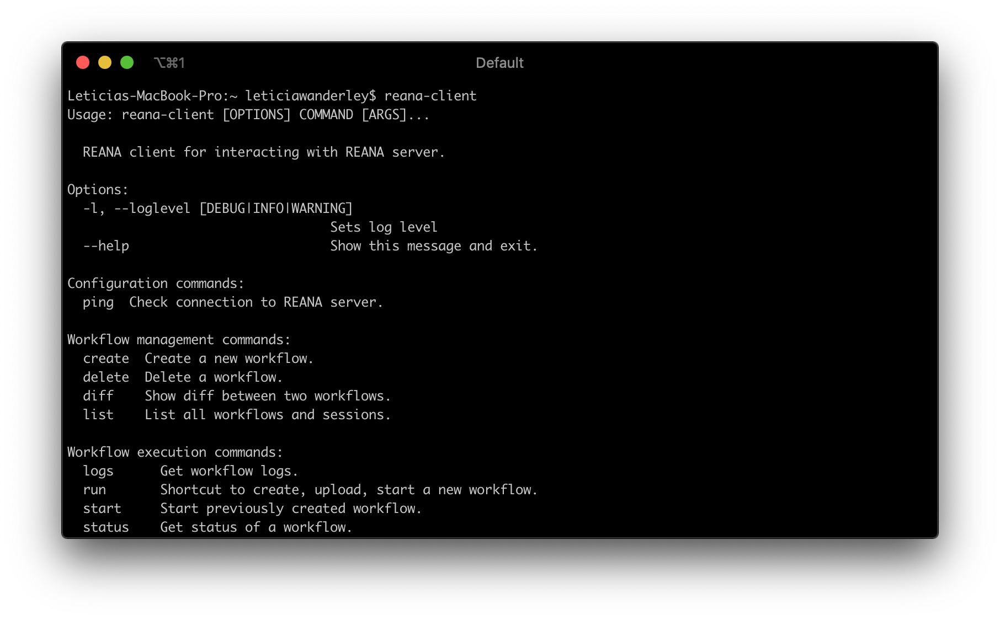 ⌥⌘1
Default
Leticias-MacBook-Pro:~ leticiawanderley$ reana-client
Usage: reana-client [OPTIONS] COMMAND [ARGS]...
  REANA client for interacting with REANA server.
Options:
  -l, --loglevel [DEBUG|INFO|WARNING]
                                  Sets log level
  --help                          Show this message and exit.
Configuration commands:
  ping  Check connection to REANA server.
Workflow management commands:
  create  Create a new workflow.
  delete  Delete a workflow.
  diff    Show diff between two workflows.
  list    List all workflows and sessions.
Workflow execution commands:
  logs      Get workflow logs.
  run       Shortcut to create, upload, start a new workflow.
  start     Start previously created workflow.
  status    Get status of a workflow.